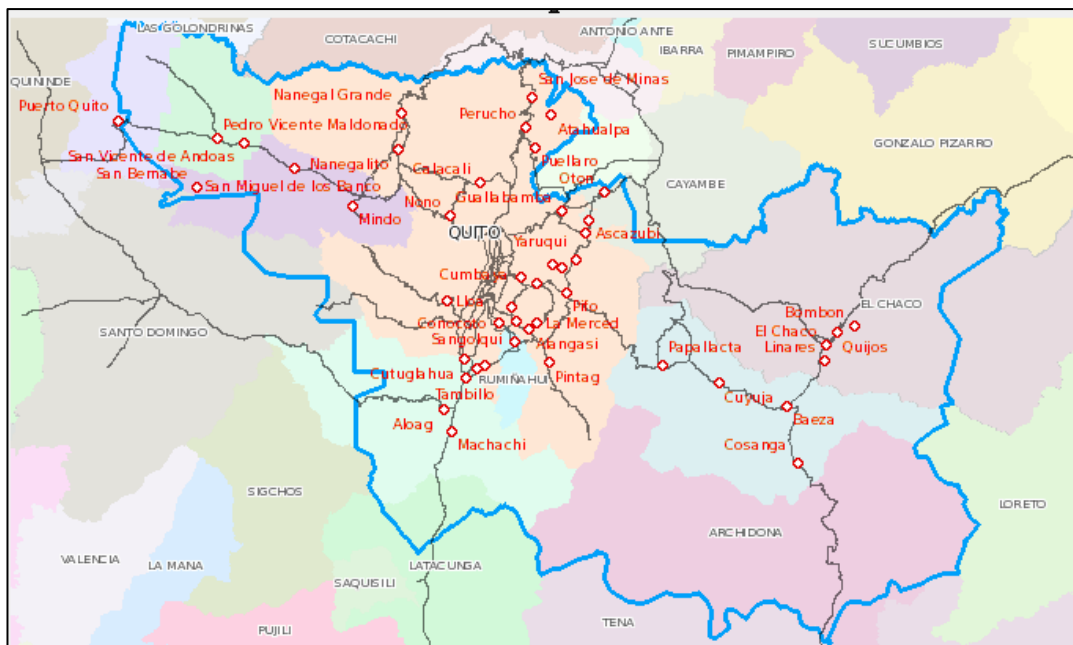 LAS GOLONDRINAS
COTACACHI
ANTONIO ANTE
IBARRA
PIMAMPIRO
SUCUMBIOS
QUININDE
San Jose de Minas
Nanegal Grande
Puerto Quito
Perucho
Pedro Vicente Maldonado
Atahualpa
GONZALO PIZARRO
San Vicente de Andoas
Nanegalito
Calacali
Puellaro
San Bernabe
Oton
CAYAMBE
San Miguel de los Banco
Guallabamba
Nono
Mindo
QUITO
Yaruqui
Ascazubi
Cumbaya
Lloa
Pifo
EL CHACO
Bombon
SANTO DOMINGO
Conocoto
La Merced
El Chaco
Sangolqui
Alangasi
Papallacta
Linares
Quijos
Cutuglahua
RUMIÑAHUI
Pintag
Tambillo
Cuyuja
Aloag
Baeza
Machachi
Cosanga
SIGCHOS
LORETO
ARCHIDONA
VALENCIA
LA MANA
LATACUNGA
SAQUISILI
TENA
PUJILI